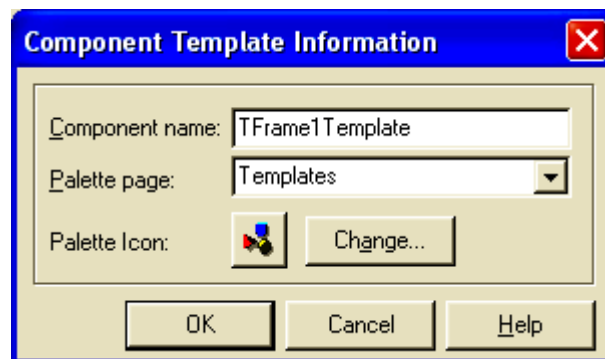 Component Template Information
Component name: TFrame1Template
Palette page: Templates
Palette Icon: Change...
OK Cancel Help